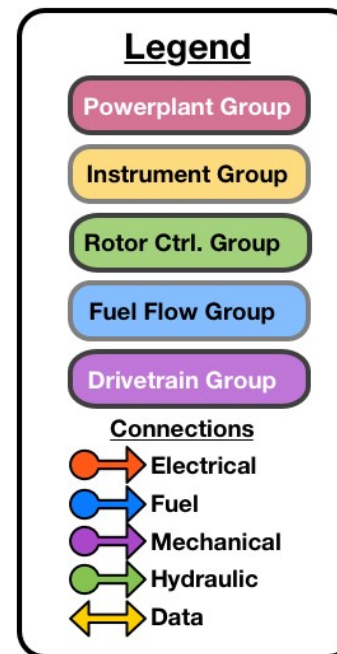 Legend
Powerplant Group
Instrument Group
Rotor Ctrl. Group
Fuel Flow Group
Drivetrain Group
Connections
Electrical
Fuel
Mechanical
Hydraulic
Data